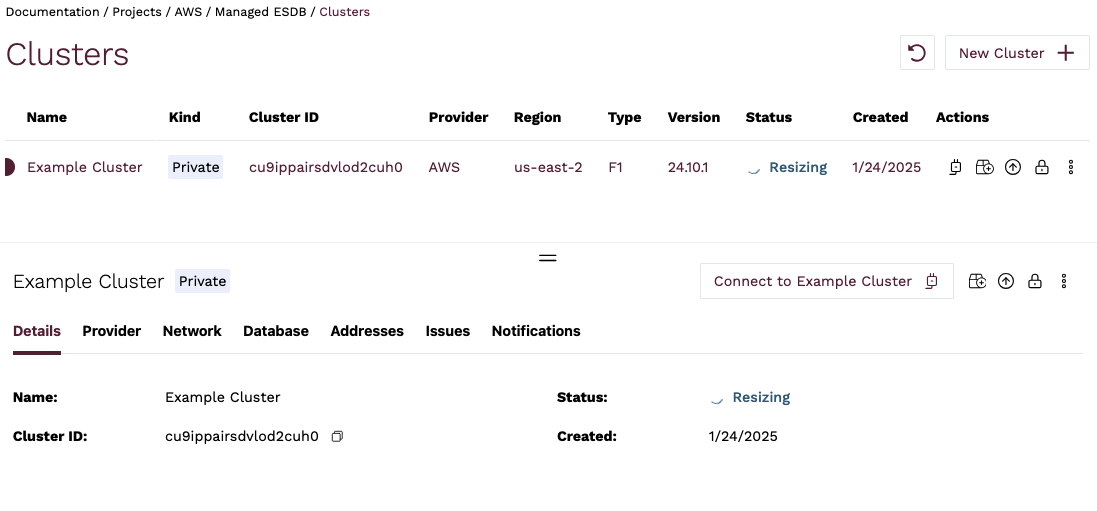 Documentation / Projects / AWS / Managed ESDB / Clusters
Clusters
New Cluster
Name Kind Cluster ID Provider Region Type Version Status Created Actions
Example Cluster Private cu9ippairsdvlod2cuh0 AWS us-east-2 F1 24.10.1 Resizing 1/24/2025
Example Cluster Private
Connect to Example Cluster
Details Provider Network Database Addresses Issues Notifications
Name: Example Cluster Status: Resizing
Cluster ID: cu9ippairsdvlod2cuh0 Created: 1/24/2025